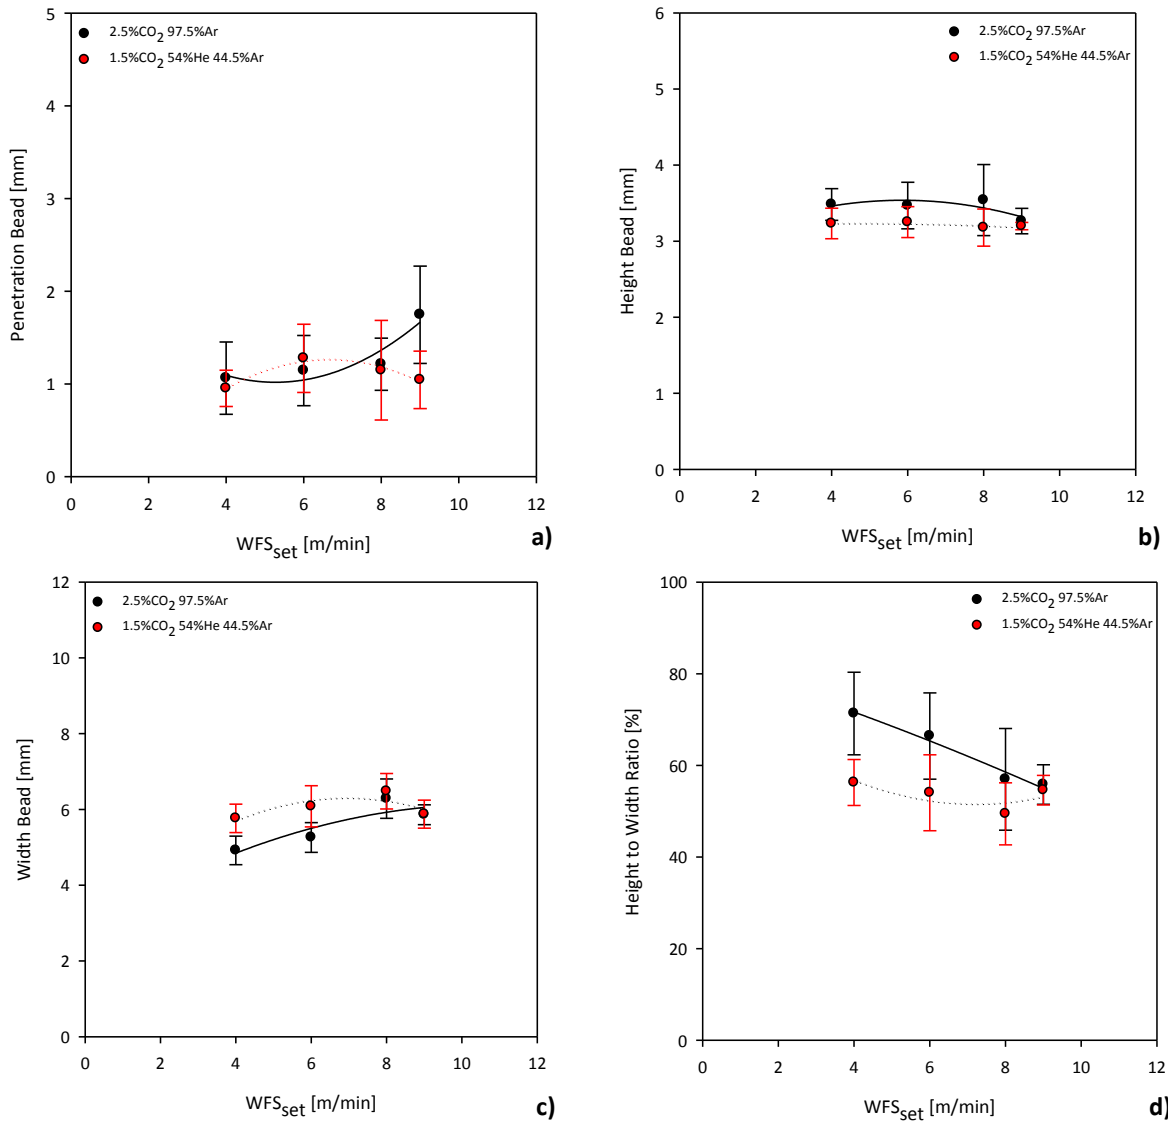 2.5%CO2 97.5%Ar
1.5%CO2 54%He 44.5%Ar
Penetration Bead [mm]
5
4
3
2
1
0
0 2 4 6 8 10 12
WFSset [m/min]
a)
2.5%CO2 97.5%Ar
1.5%CO2 54%He 44.5%Ar
Height Bead [mm]
6
5
4
3
2
1
0
0 2 4 6 8 10 12
WFSset [m/min]
b)
2.5%CO2 97.5%Ar
1.5%CO2 54%He 44.5%Ar
Width Bead [mm]
12
10
8
6
4
2
0
0 2 4 6 8 10 12
WFSset [m/min]
c)
2.5%CO2 97.5%Ar
1.5%CO2 54%He 44.5%Ar
Height to Width Ratio [%]
100
80
60
40
20
0
0 2 4 6 8 10 12
WFSset [m/min]
d)